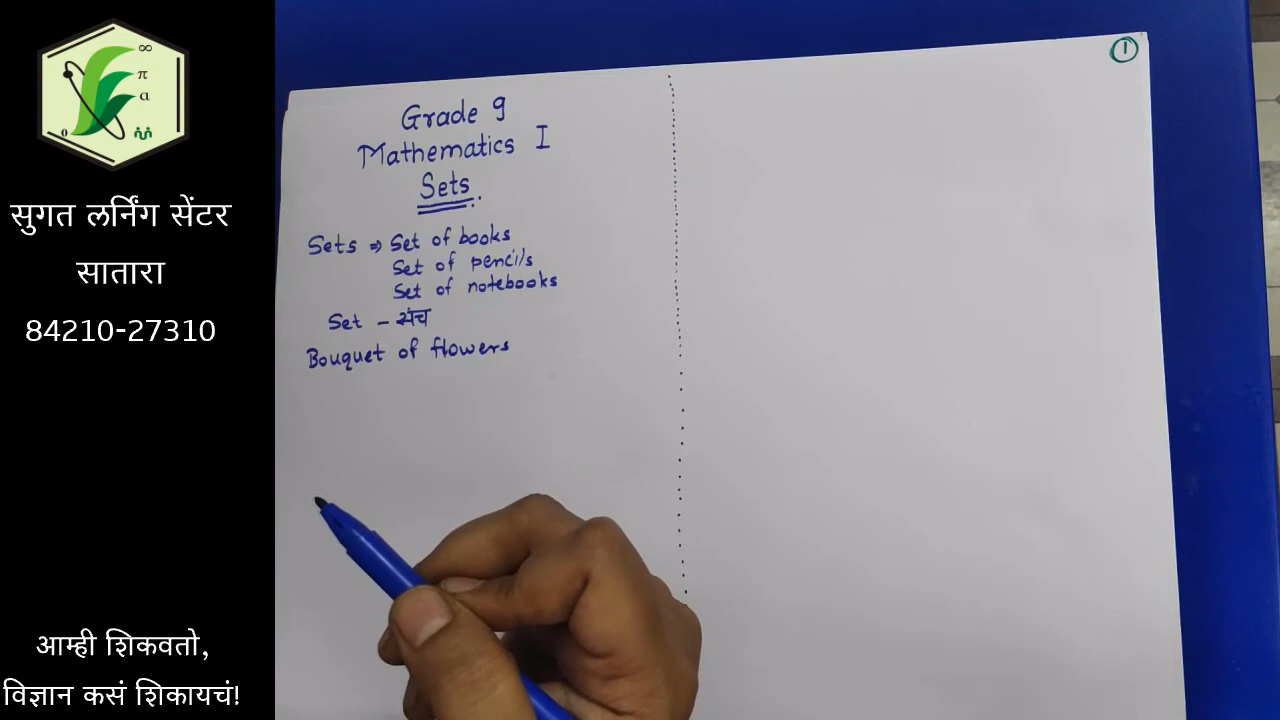 ∞
π
a
0
सुगत लर्निंग सेंटर
सातारा
84210-27310
आम्ही शिकवतो,
विज्ञान कसं शिकायचं!
1
Grade 9
Mathematics I
Sets
Sets ⇒ Set of books
Set of pencils
Set of notebooks
Set - संच
Bouquet of flowers